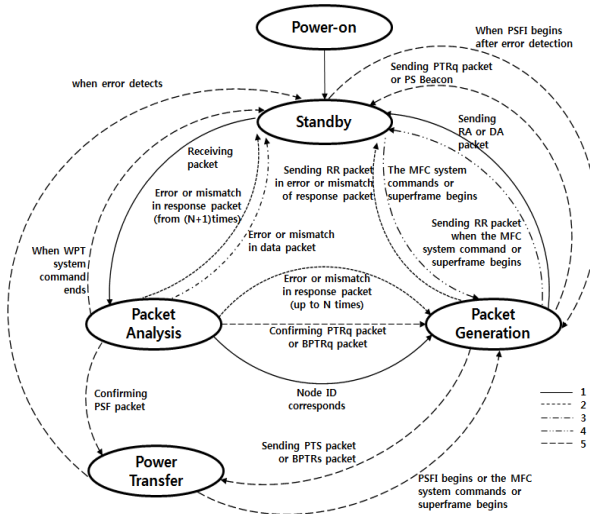 Power-on
When PSFI begins
after error detection
Sending PTRq packet
or PS Beacon
when error detects
Standby
Sending
RA or DA
packet
Receiving
packet
Error or mismatch
in response packet
(from (N+1)times)
Sending RR packet
in error or mismatch
of response packet
The MFC system
commands or
superframe begins
Error or mismatch
in data packet
Sending RR packet
when the MFC
system command or
superframe begins
When WPT
system
command
ends
Error or mismatch
in response packet
(up to N times)
Packet
Analysis
Packet
Generation
Confirming PTRq packet
or BPTRq packet
Confirming
PSF packet
Node ID
corresponds
1
2
3
4
5
Sending PTS packet
or BPTRs packet
Power
Transfer
PSFI begins or the MFC
system commands or
superframe begins